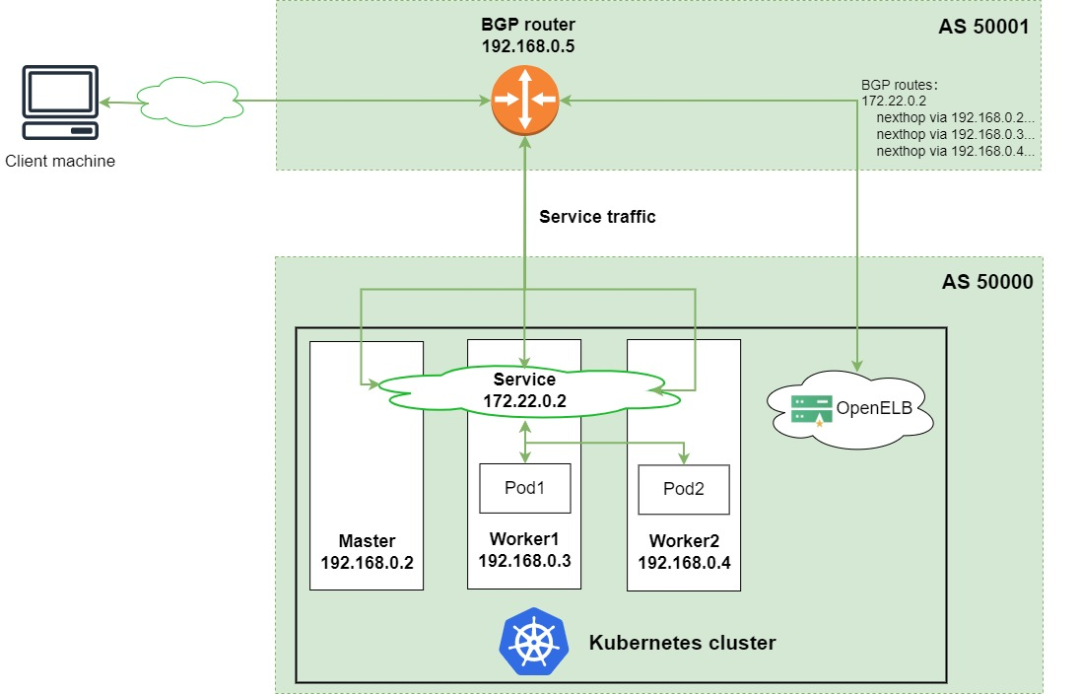 BGP router
192.168.0.5
AS 50001
BGP routes:
172.22.0.2
nexthop via 192.168.0.2...
nexthop via 192.168.0.3...
nexthop via 192.168.0.4...
Client machine
Service traffic
AS 50000
Service
172.22.0.2
OpenELB
Pod1
Pod2
Master
192.168.0.2
Worker1
192.168.0.3
Worker2
192.168.0.4
Kubernetes cluster